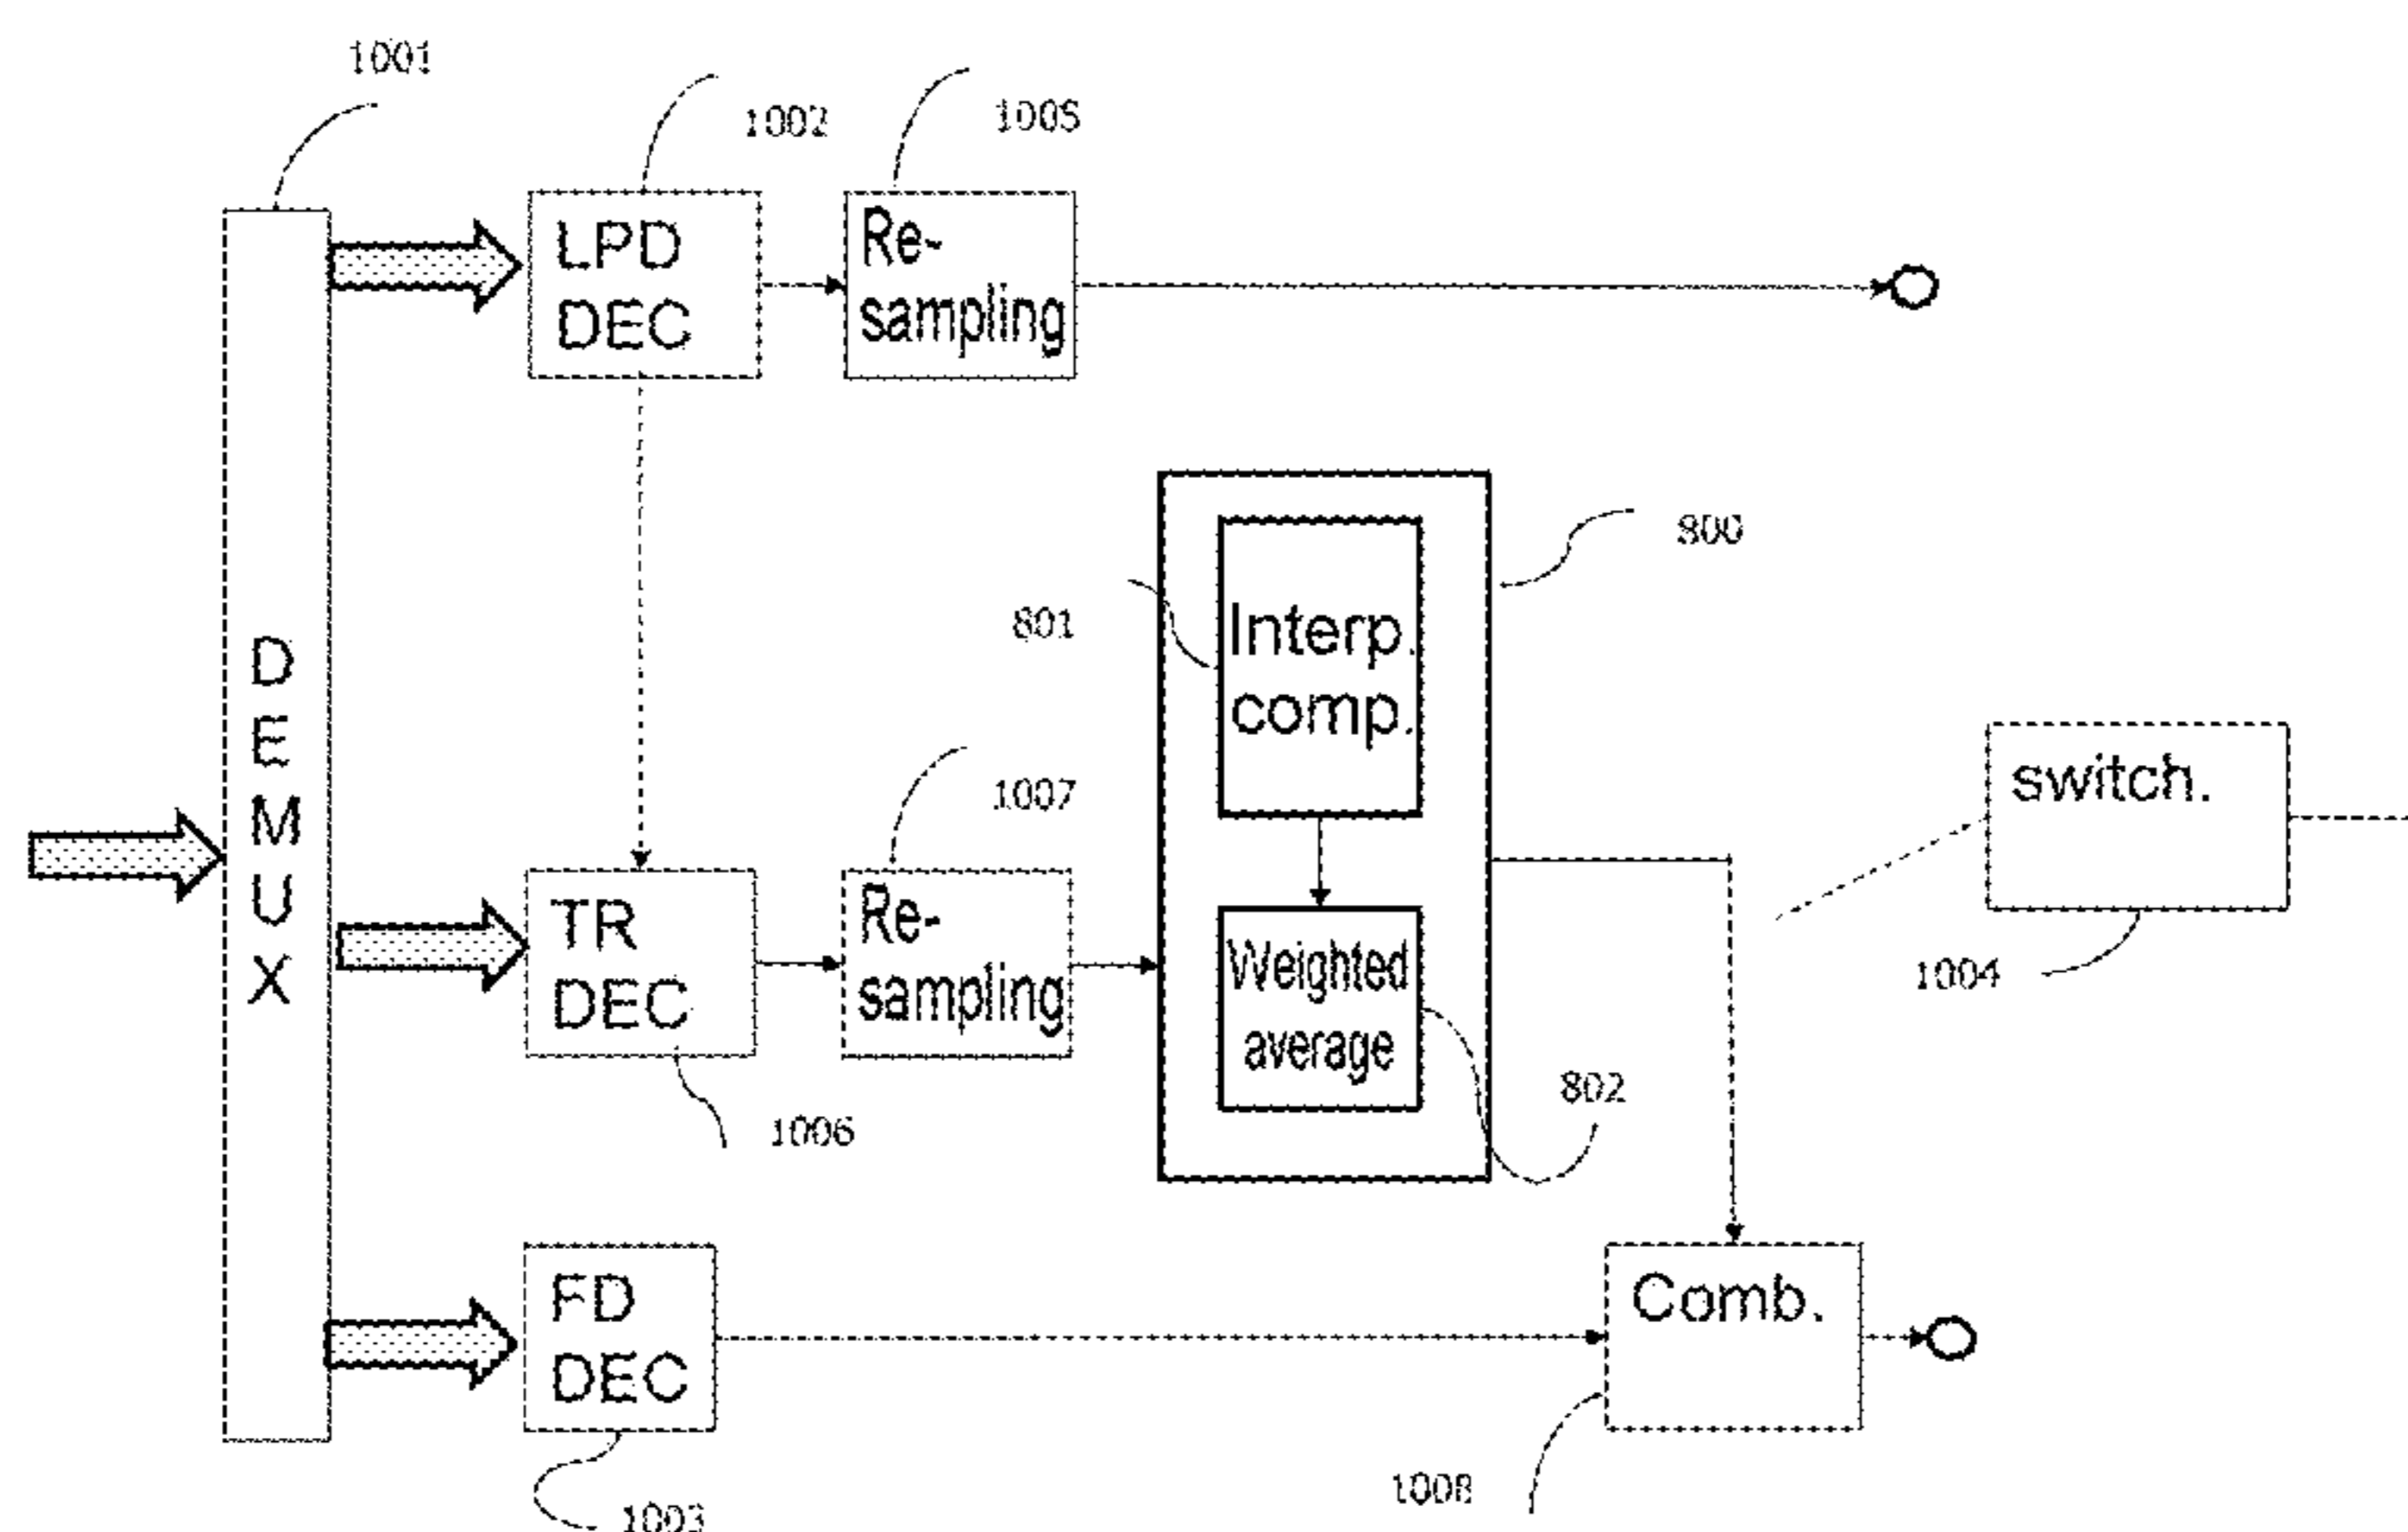 1001
1002
1005
LPD
DEC
Re-
sampling
800
801
Interp.
comp.
D
E
M
U
X
switch.
1007
TR
DEC
Re-
sampling
Weighted
average
1004
802
1006
FD
DEC
Comb.
1008
1003